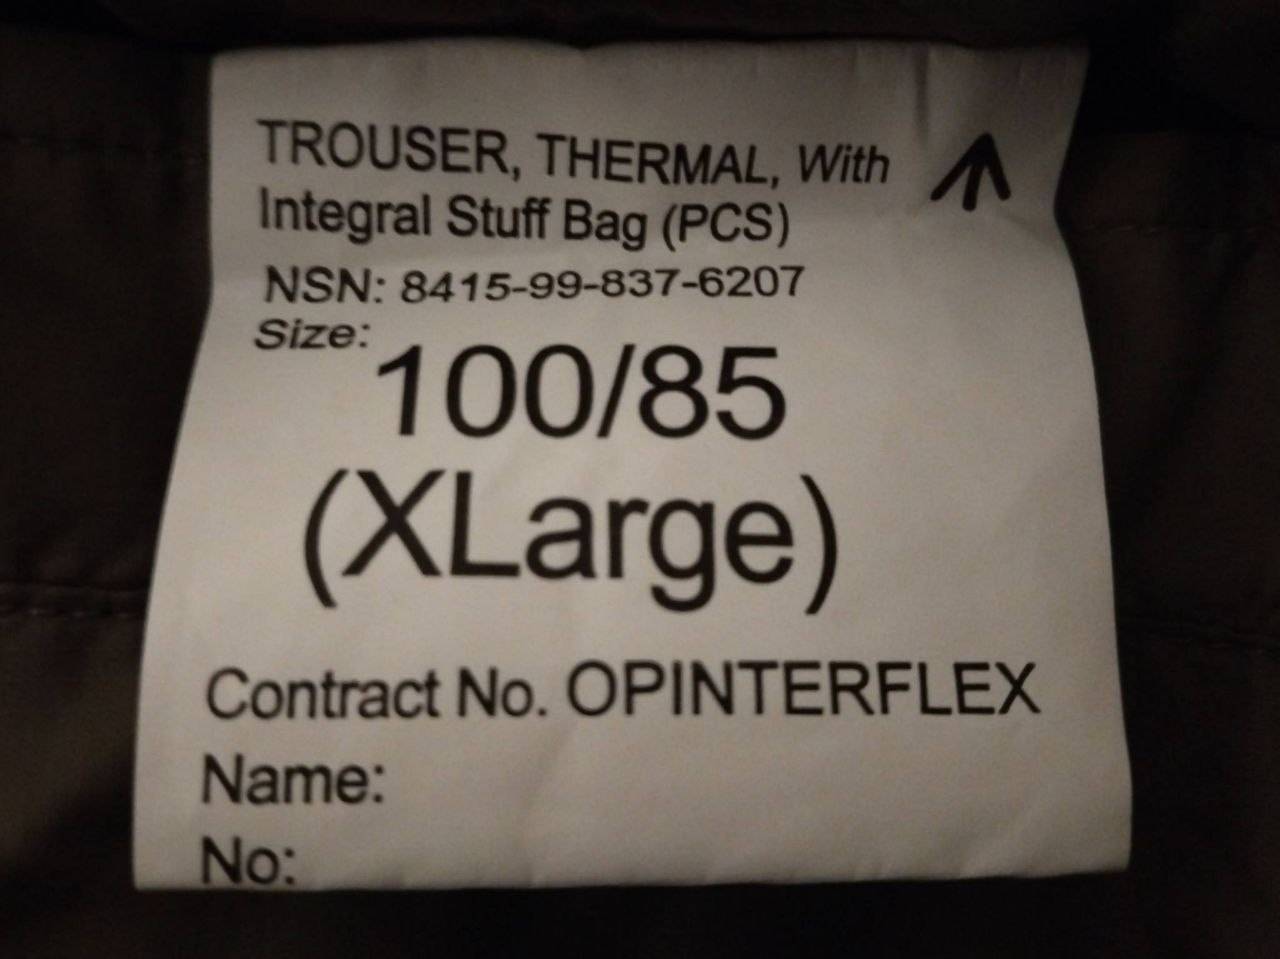 TROUSER, THERMAL, With
Integral Stuff Bag (PCS)
NSN: 8415-99-837-6207
Size:
100/85
(XLarge)
Contract No. OPINTERFLEX
Name:
No: